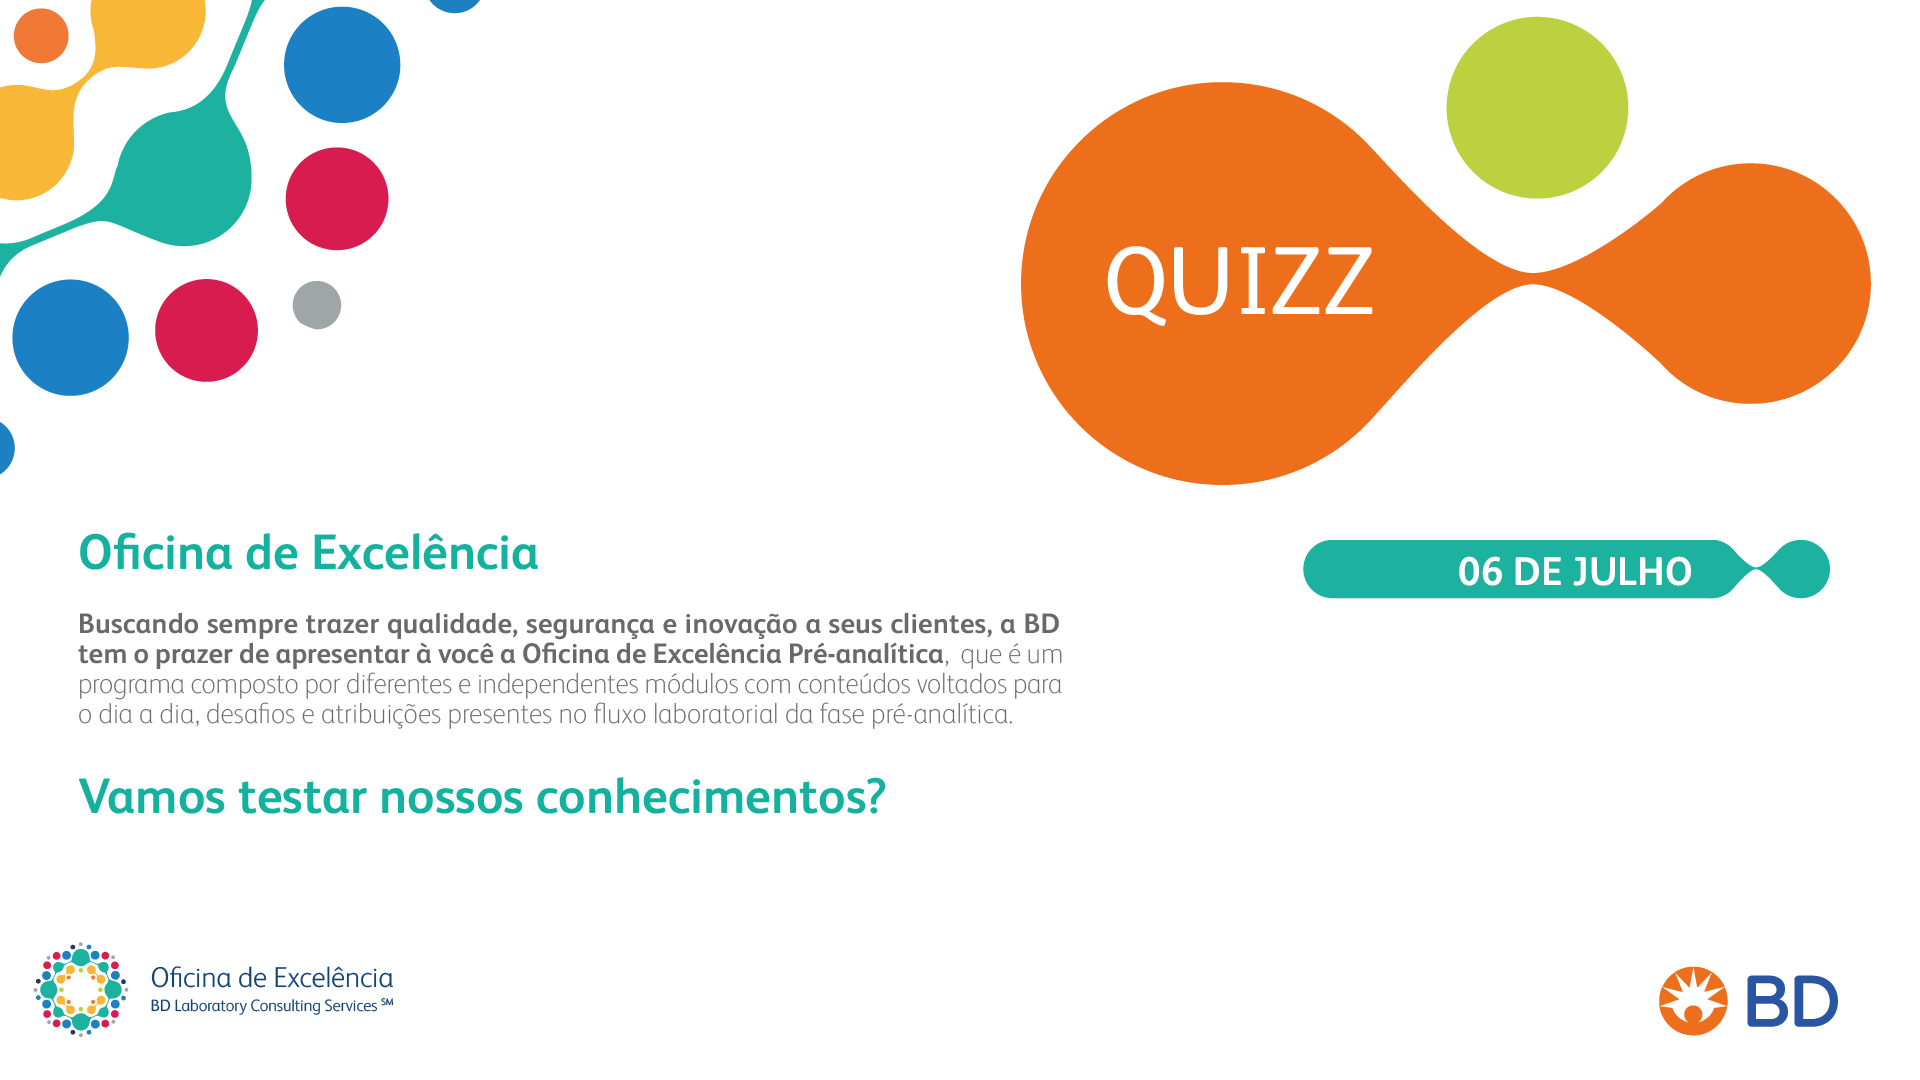 QUIZZ
Oficina de Excelência
06 DE JULHO
Buscando sempre trazer qualidade, segurança e inovação a seus clientes, a BD
tem o prazer de apresentar à você a Oficina de Excelência Pré-analítica, que é um
programa composto por diferentes e independentes módulos com conteúdos voltados para
o dia a dia, desafios e atribuições presentes no fluxo laboratorial da fase pré-analítica.
Vamos testar nossos conhecimentos?
Oficina de Excelência
BD Laboratory Consulting Services℠
BD